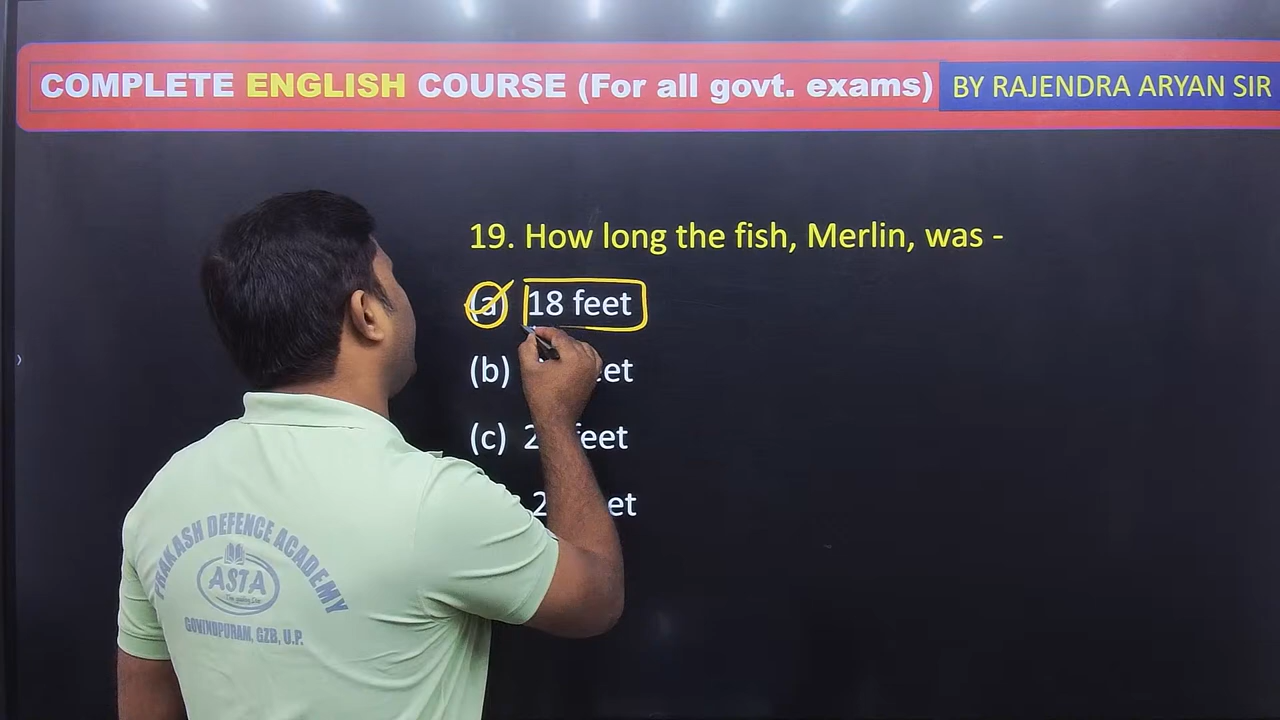 COMPLETE ENGLISH COURSE (For all govt. exams) BY RAJENDRA ARYAN SIR
19. How long the fish, Merlin, was -
(a) 18 feet
(b)
(c) feet
PRAKASH DEFENCE ACADEMY
ASTA
GOVINDPURAM, GZB, U.P.